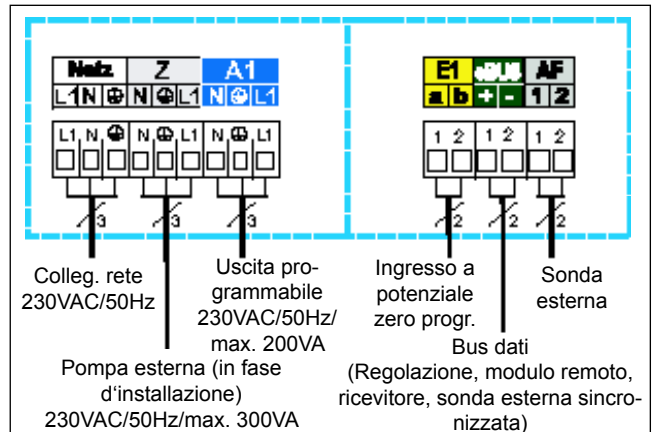 Netz Z A1
L1 N N L1 N L1
L1 N N L1 N L1
3 3 3
E1 eBUS AF
a b + - 1 2
1 2 1 2 1 2
2 2 2
Colleg. rete
230VAC/50Hz
Uscita pro-
grammabile
230VAC/50Hz/
max. 200VA
Ingresso a
potenziale
zero progr.
Sonda
esterna
Pompa esterna (in fase
d'installazione)
230VAC/50Hz/max. 300VA
Bus dati
(Regolazione, modulo remoto,
ricevitore, sonda esterna sincro-
nizzata)